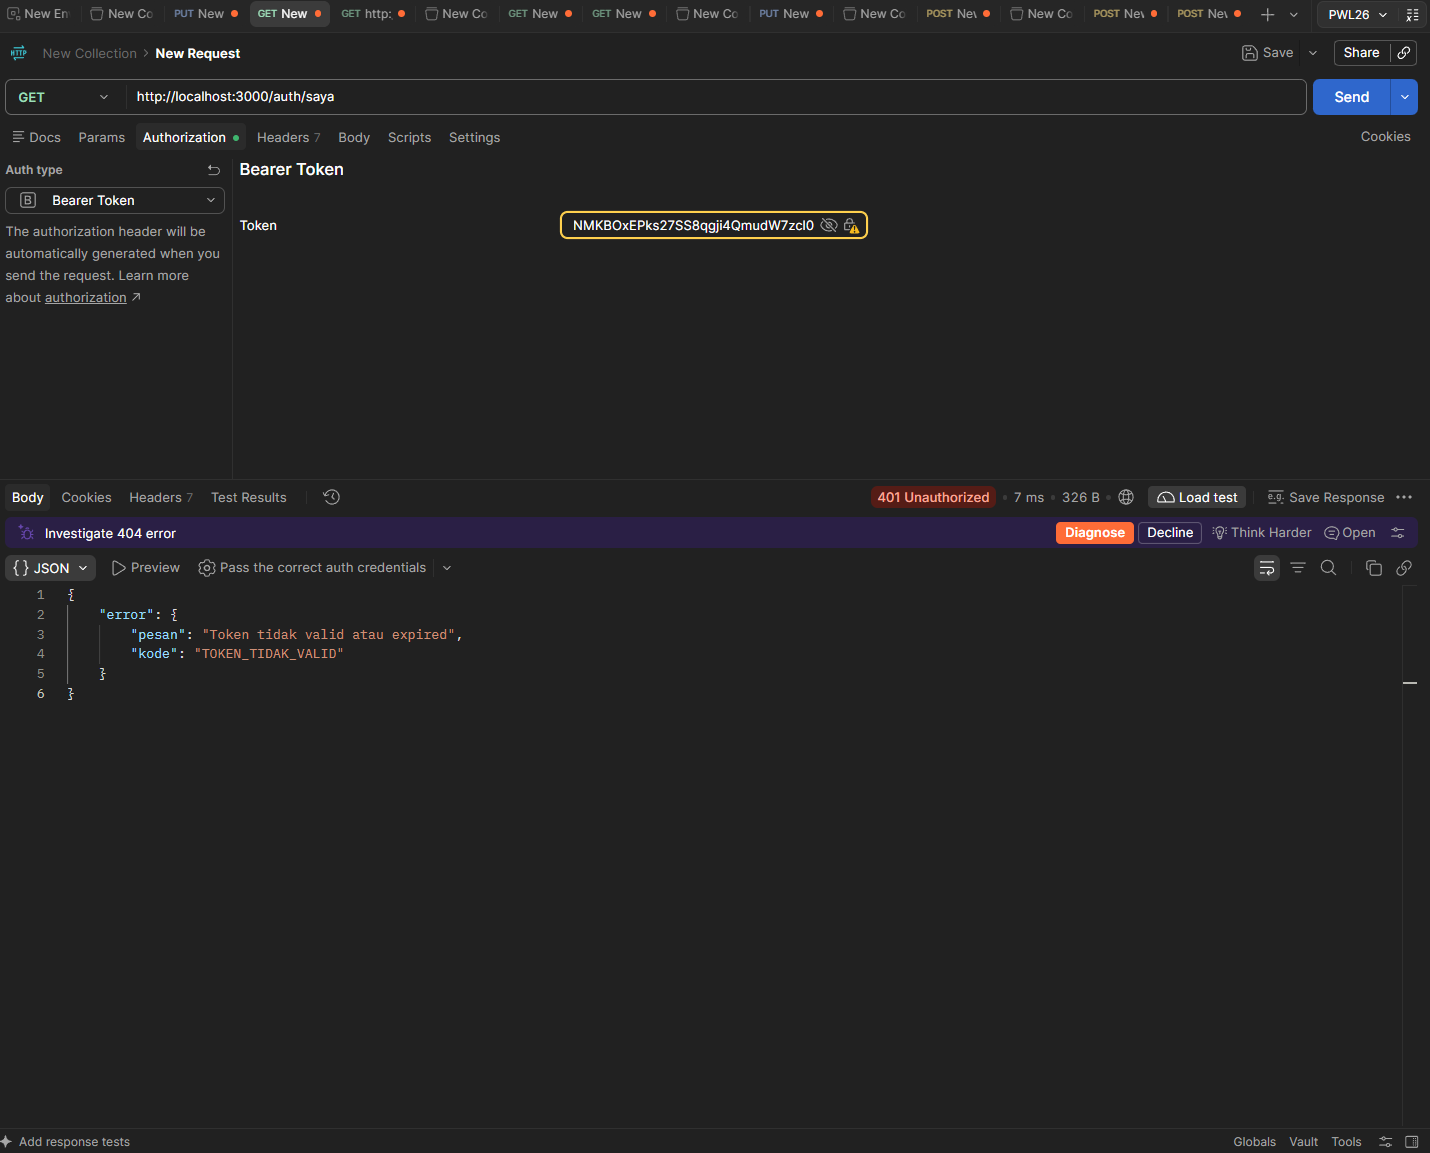 New En
New Co
PUT New
GET New
GET http:
New Co
GET New
GET New
New Co
PUT New
New Co
POST Nev
New Co
POST Nev
POST Nev
PWL26
HTTP New Collection > New Request
Save
Share
GET
http://localhost:3000/auth/saya
Send
Docs Params Authorization Headers 7 Body Scripts Settings
Cookies
Auth type
B Bearer Token
The authorization header will be
automatically generated when you
send the request. Learn more
about authorization
Bearer Token
Token
NMKBOxEPks27SS8qgji4QmudW7zcI0
Body Cookies Headers 7 Test Results
401 Unauthorized • 7 ms • 326 B
Load test
e.g. Save Response
Investigate 404 error
Diagnose Decline Think Harder Open
{} JSON Preview Pass the correct auth credentials
1 {
2 "error": {
3 "pesan": "Token tidak valid atau expired",
4 "kode": "TOKEN_TIDAK_VALID"
5 }
6 }
Add response tests
Globals Vault Tools